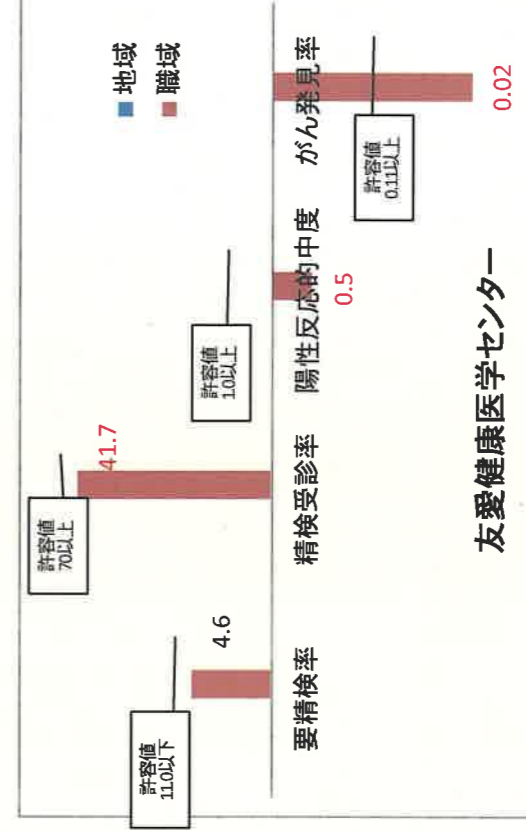 地域
職域
許容値
11.0以下
4.6
要精検率
許容値
70以上
41.7
精検受診率
許容値
1.0以上
0.5
陽性反応的中度
許容値
0.11以上
0.02
がん発見率
友愛健康医学センター